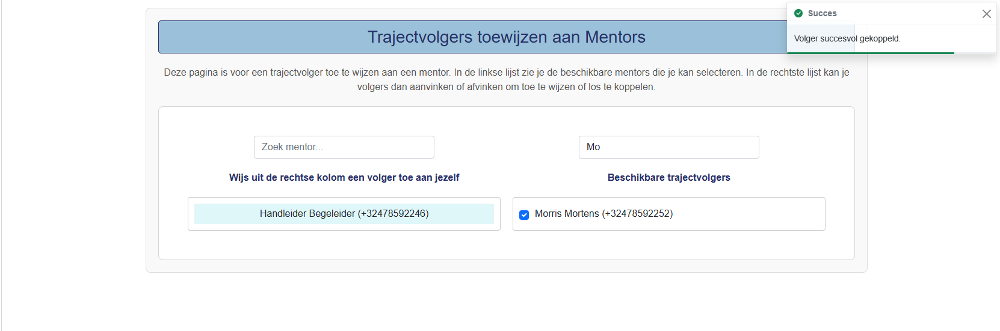 Succes
Volger succesvol gekoppeld.
Trajectvolgers toewijzen aan Mentors
Deze pagina is voor een trajectvolger toe te wijzen aan een mentor. In de linkse lijst zie je de beschikbare mentors die je kan selecteren. In de rechtste lijst kan je
volgers dan aanvinken of afvinken om toe te wijzen of los te koppelen.
Zoek mentor...
Mo
Wijs uit de rechtse kolom een volger toe aan jezelf
Beschikbare trajectvolgers
Handleider Begeleider (+32478592246)
Morris Mortens (+32478592252)